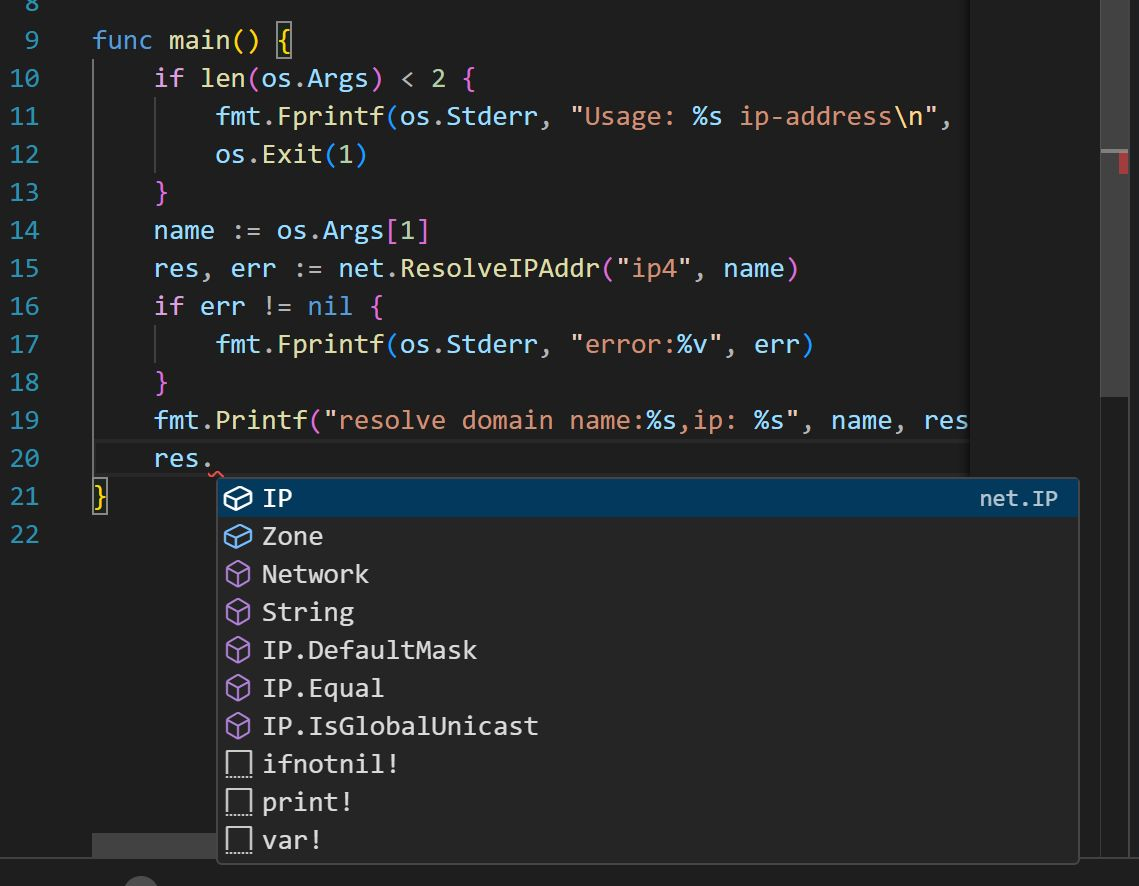 8
9 func main() {
10 if len(os.Args) < 2 {
11 fmt.Fprintf(os.Stderr, "Usage: %s ip-address\n",
12 os.Exit(1)
13 }
14 name := os.Args[1]
15 res, err := net.ResolveIPAddr("ip4", name)
16 if err != nil {
17 fmt.Fprintf(os.Stderr, "error:%v", err)
18 }
19 fmt.Printf("resolve domain name:%s,ip: %s", name, res
20 res.
21 }
22
IP net.IP
Zone
Network
String
IP.DefaultMask
IP.Equal
IP.IsGlobalUnicast
ifnotnil!
print!
var!